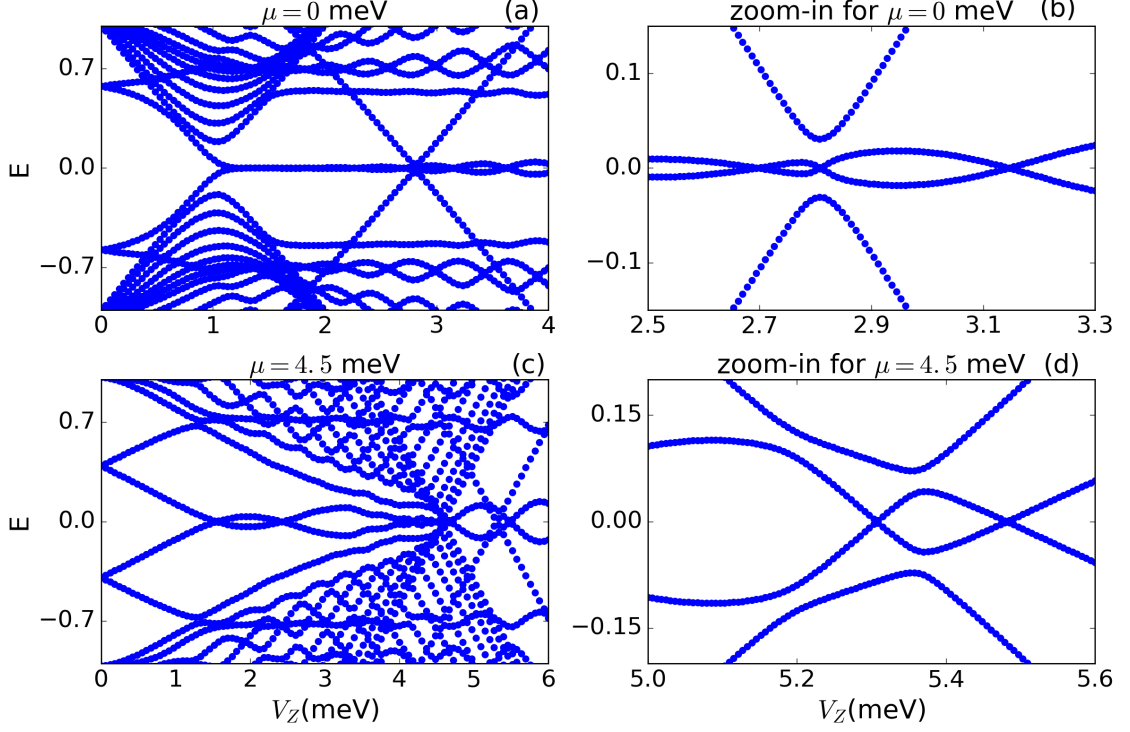 μ = 0 meV (a)
zoom-in for μ = 0 meV (b)
0.7
0.0
−0.7
E
0 1 2 3 4
0.1
0.0
−0.1
2.5 2.7 2.9 3.1 3.3
μ = 4.5 meV (c)
zoom-in for μ = 4.5 meV (d)
0.7
0.0
−0.7
E
0 1 2 3 4 5 6
V_Z(meV)
0.15
0.00
−0.15
5.0 5.2 5.4 5.6
V_Z(meV)